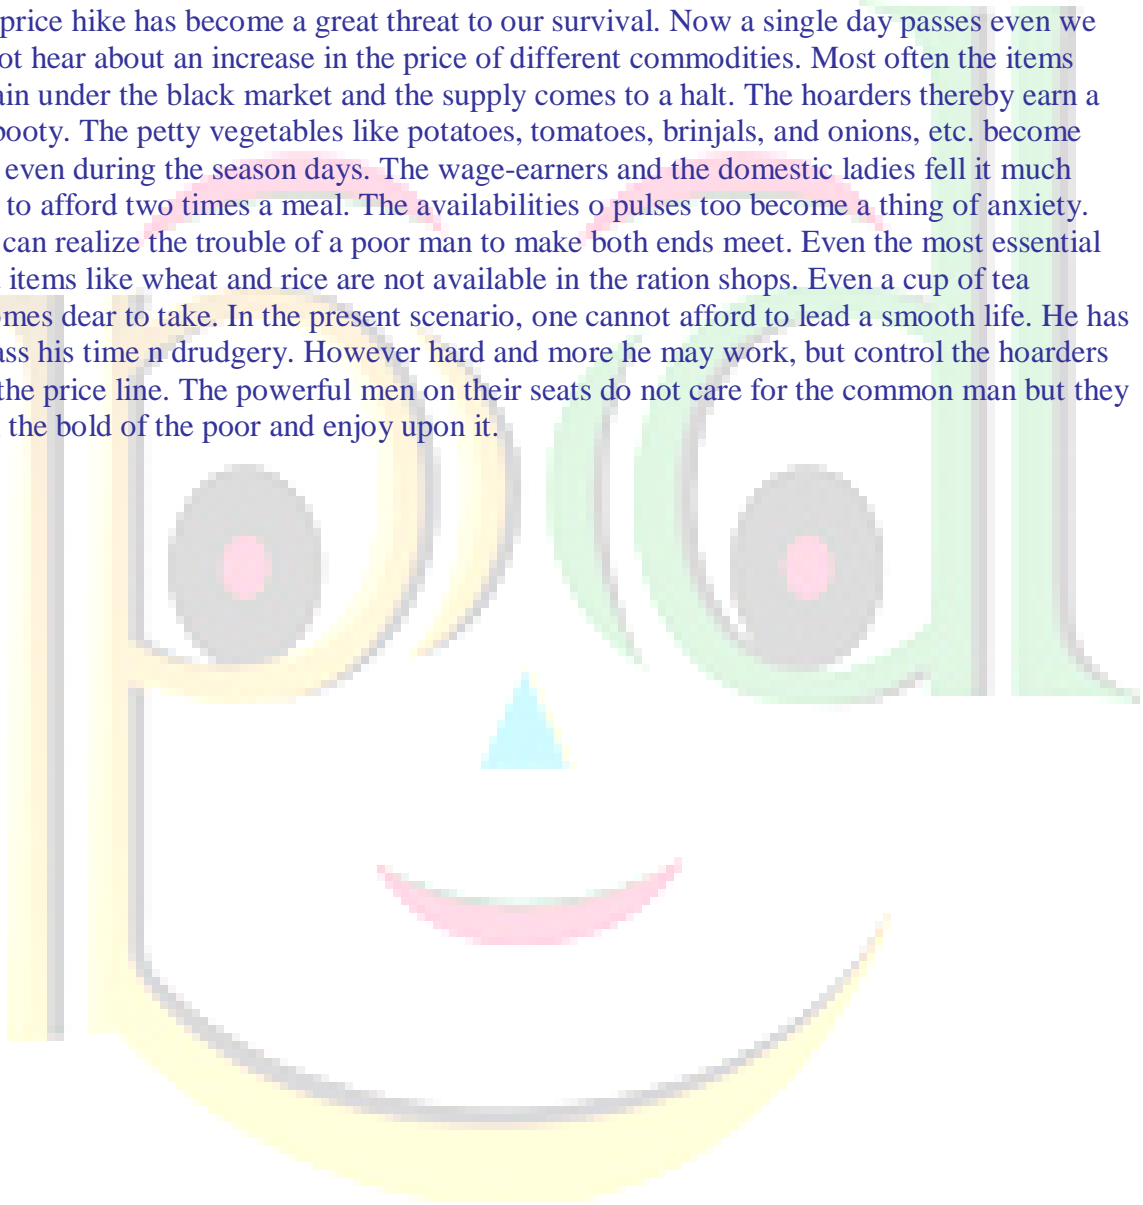 price hike has become a great threat to our survival. Now a single day passes even we
ot hear about an increase in the price of different commodities. Most often the items
ain under the black market and the supply comes to a halt. The hoarders thereby earn a
booty. The petty vegetables like potatoes, tomatoes, brinjals, and onions, etc. become
even during the season days. The wage-earners and the domestic ladies fell it much
to afford two times a meal. The availabilities o pulses too become a thing of anxiety.
can realize the trouble of a poor man to make both ends meet. Even the most essential
items like wheat and rice are not available in the ration shops. Even a cup of tea
omes dear to take. In the present scenario, one cannot afford to lead a smooth life. He has
ass his time n drudgery. However hard and more he may work, but control the hoarders
the price line. The powerful men on their seats do not care for the common man but they
the bold of the poor and enjoy upon it.